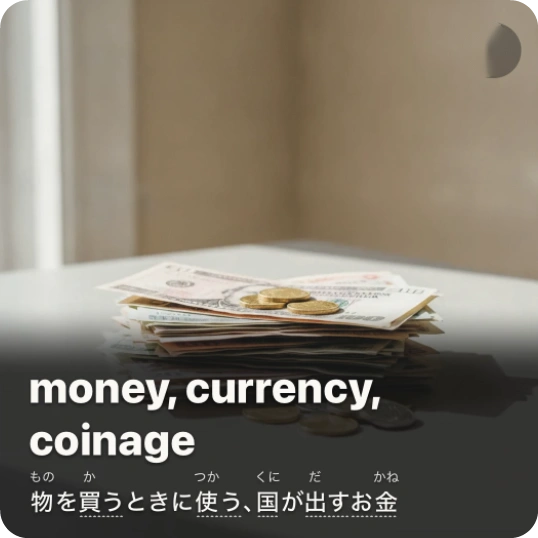 money, currency,
coinage
もの か つか くに だ かね
物を買うときに使う、国が出すお金